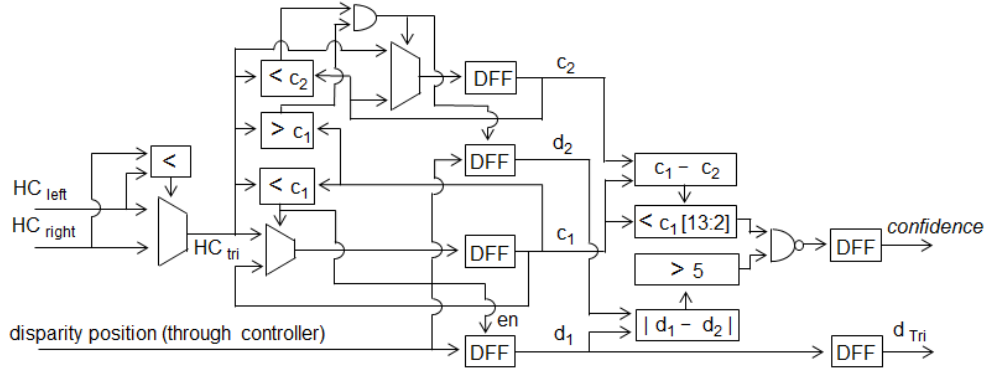 < c2
DFF
c2
> c1
<
DFF
d2
c1 − c2
HC left
< c1
HC right
HC tri
DFF
c1
< c1 [13:2]
DFF
confidence
> 5
disparity position (through controller)
en
DFF
d1
| d1 − d2 |
DFF
d Tri